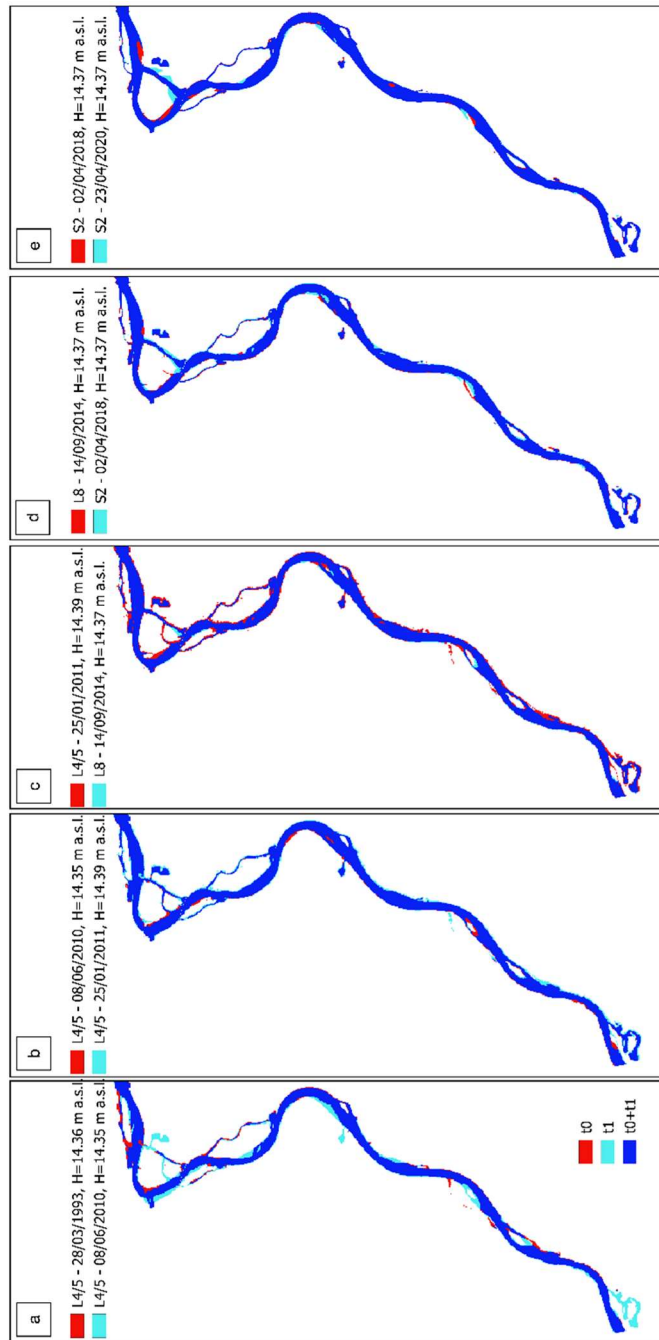 a
L4/5 - 28/03/1993, H=14.36 m a.s.l.
L4/5 - 08/06/2010, H=14.35 m a.s.l.
t0
t1
t0+t1
b
L4/5 - 08/06/2010, H=14.35 m a.s.l.
L4/5 - 25/01/2011, H=14.39 m a.s.l.
c
L4/5 - 25/01/2011, H=14.39 m a.s.l.
L8 - 14/09/2014, H=14.37 m a.s.l.
d
L8 - 14/09/2014, H=14.37 m a.s.l.
S2 - 02/04/2018, H=14.37 m a.s.l.
e
S2 - 02/04/2018, H=14.37 m a.s.l.
S2 - 23/04/2020, H=14.37 m a.s.l.